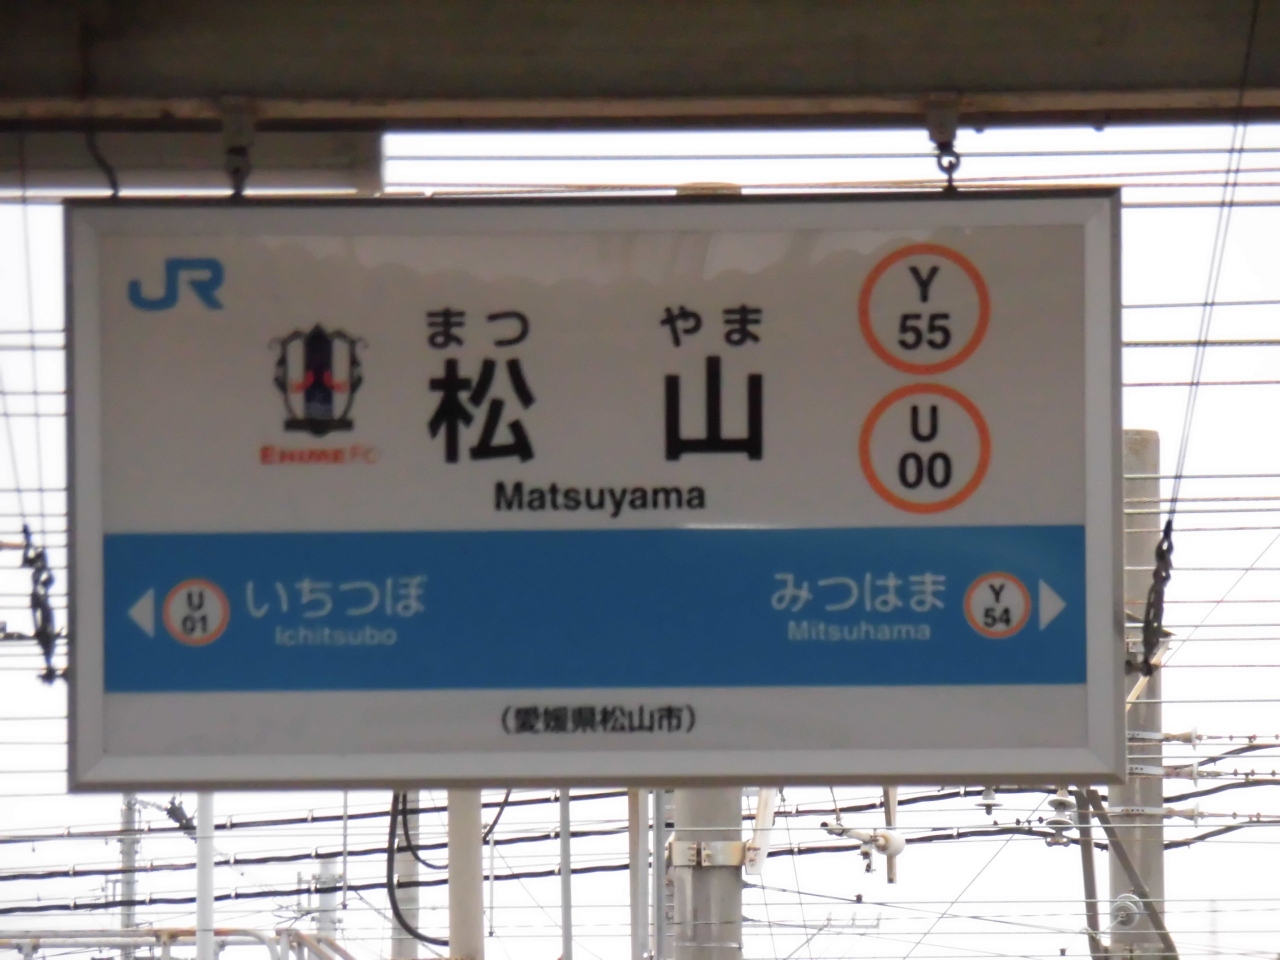 JR
まつ やま
松 山
Matsuyama
EHIME FC
Y
55
U
00
U
01
いちつぼ
Ichitsubo
みつはま
Mitsuhama
Y
54
(愛媛県松山市)